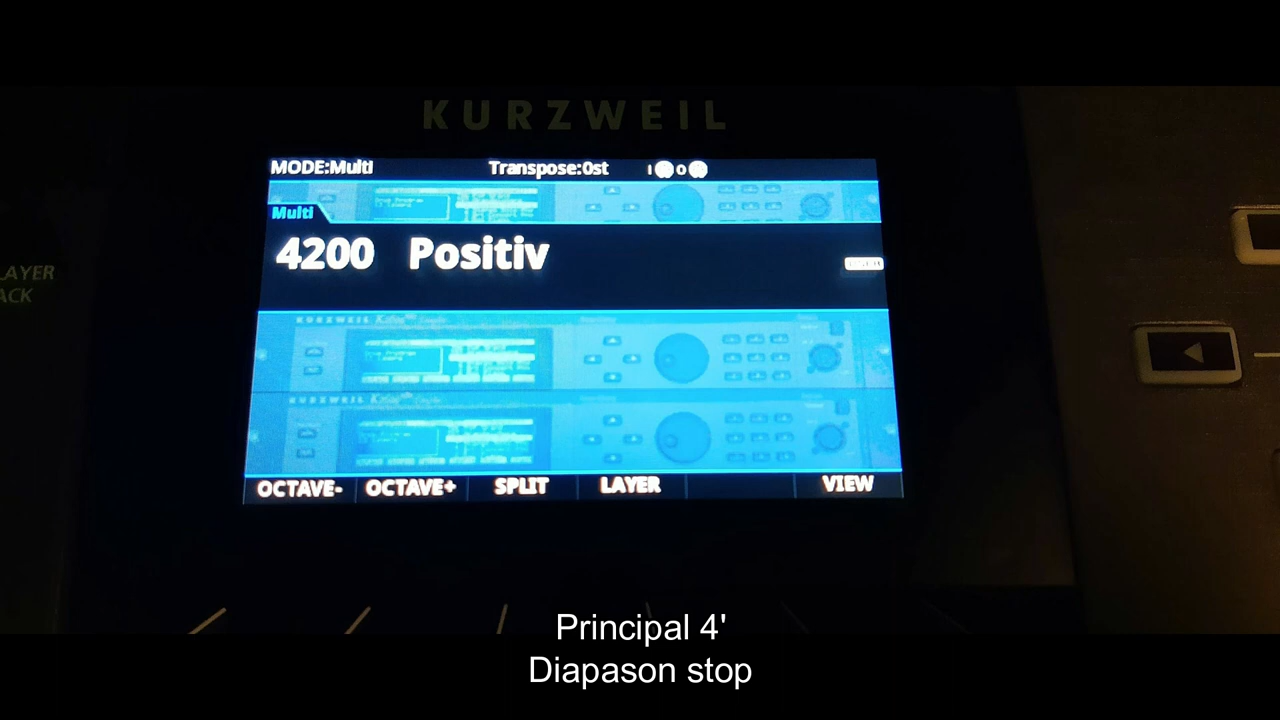 KURZWEIL
MODE:Multi Transpose:0st I O
Multi
4200 Positiv
OCTAVE- OCTAVE+ SPLIT LAYER VIEW
LAYER
ACK
Principal 4'
Diapason stop